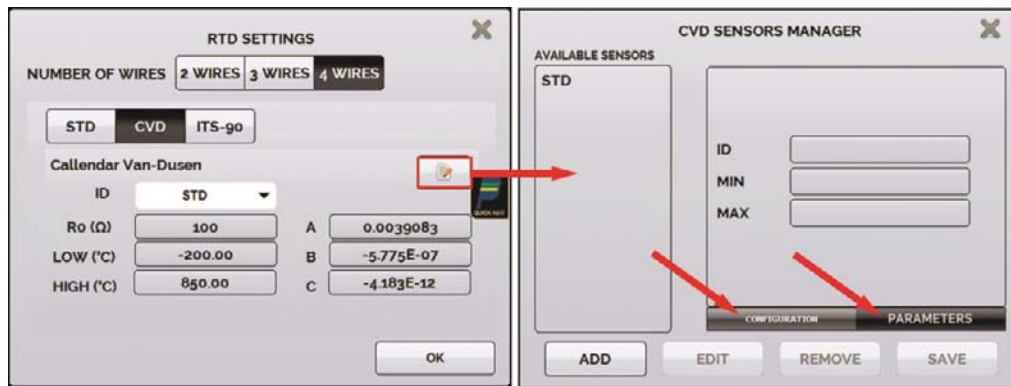 RTD SETTINGS
NUMBER OF WIRES 2 WIRES 3 WIRES 4 WIRES
STD CVD ITS-90
Callendar Van-Dusen
ID STD
R0 (Ω) 100 A 0.0039083
LOW (°C) -200.00 B -5.775E-07
HIGH (°C) 850.00 C -4.183E-12
OK
CVD SENSORS MANAGER
AVAILABLE SENSORS
STD
ID
MIN
MAX
CONFIGURATION PARAMETERS
ADD EDIT REMOVE SAVE